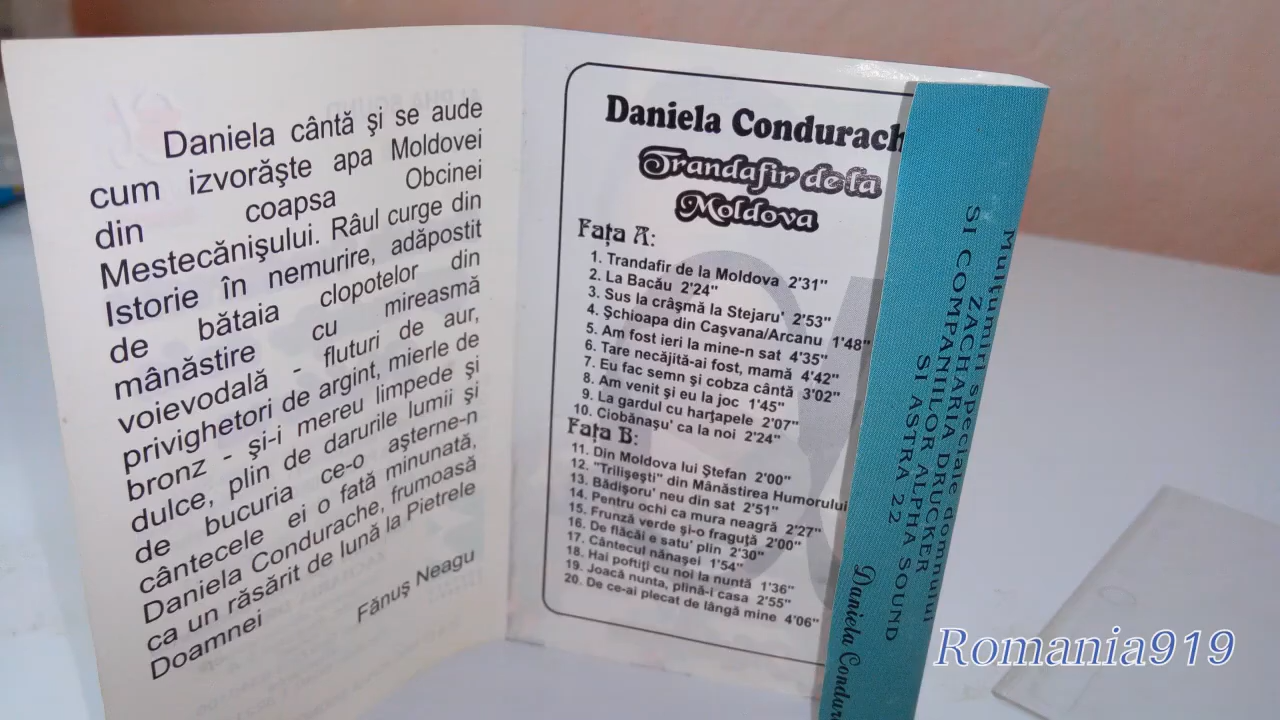 Daniela cântă şi se aude
cum izvorăşte apa Moldovei
din coapsa Obcinei
Mestecănişului. Râul curge din
Istorie în nemurire, adăpostit
de bătaia clopotelor din
mânăstire cu mireasmă
voievodală - fluturi de aur,
privighetori de argint, mierle de
bronz - şi-i mereu limpede şi
dulce, plin de darurile lumii şi
de bucuria ce-o aşterne-n
cântecele ei o fată minunată,
Daniela Condurache, frumoasă
ca un răsărit de lună la Pietrele
Doamnei
Fănuş Neagu
Daniela Condurach
Trandafir de la
Moldova
Faţa A:
1. Trandafir de la Moldova 2'31"
2. La Bacău 2'24"
3. Sus la crâşmă la Stejaru' 2'53"
4. Şchioapa din Caşvana/Arcanu 1'48"
5. Am fost ieri la mine-n sat 4'35"
6. Tare necăjită-ai fost, mamă 4'42"
7. Eu fac semn şi cobza cântă 3'02"
8. Am venit şi eu la joc 1'45"
9. La gardul cu harţapele 2'07"
10. Ciobănaşu' ca la noi 2'24"
Faţa B:
11. Din Moldova lui Ştefan 2'00"
12. "Trilişeşti" din Mânăstirea Humorului
13. Bădişoru' neu din sat 2'51"
14. Pentru ochi ca mura neagră 2'27"
15. Frunză verde şi-o fraguţă 2'00"
16. De flăcăi e satu' plin 2'30"
17. Cântecul nănaşei 1'54"
18. Hai poftiţi cu noi la nuntă 1'36"
19. Joacă nunta, plină-i casa 2'55"
20. De ce-ai plecat de lângă mine 4'06"
Mulţumiri speciale domnului
ZACHARIA DRUCKER
SI COMPANIILOR ALPHA SOUND
SI ASTRA 22
Daniela Condur
Romania919